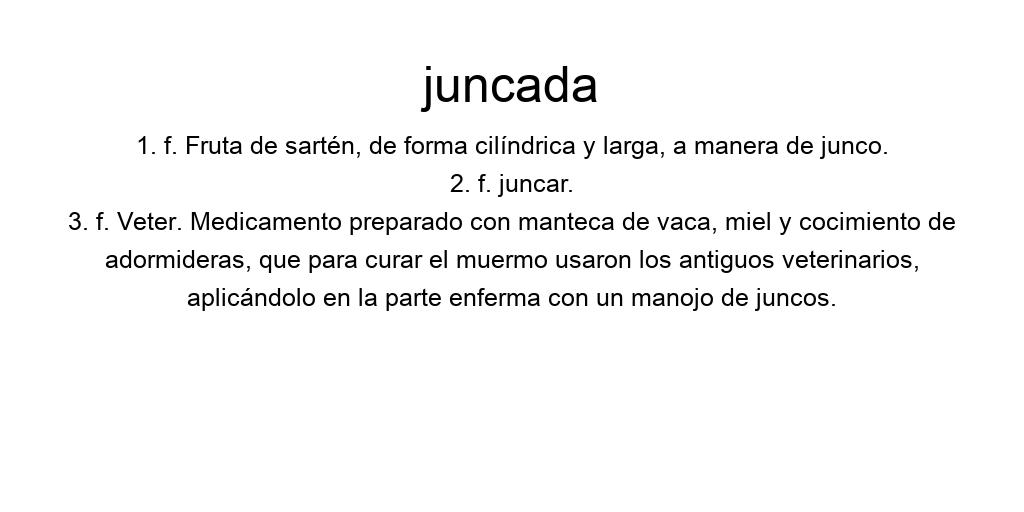 juncada
1. f. Fruta de sartén, de forma cilíndrica y larga, a manera de junco.
2. f. juncar.
3. f. Veter. Medicamento preparado con manteca de vaca, miel y cocimiento de
adormideras, que para curar el muermo usaron los antiguos veterinarios,
aplicándolo en la parte enferma con un manojo de juncos.